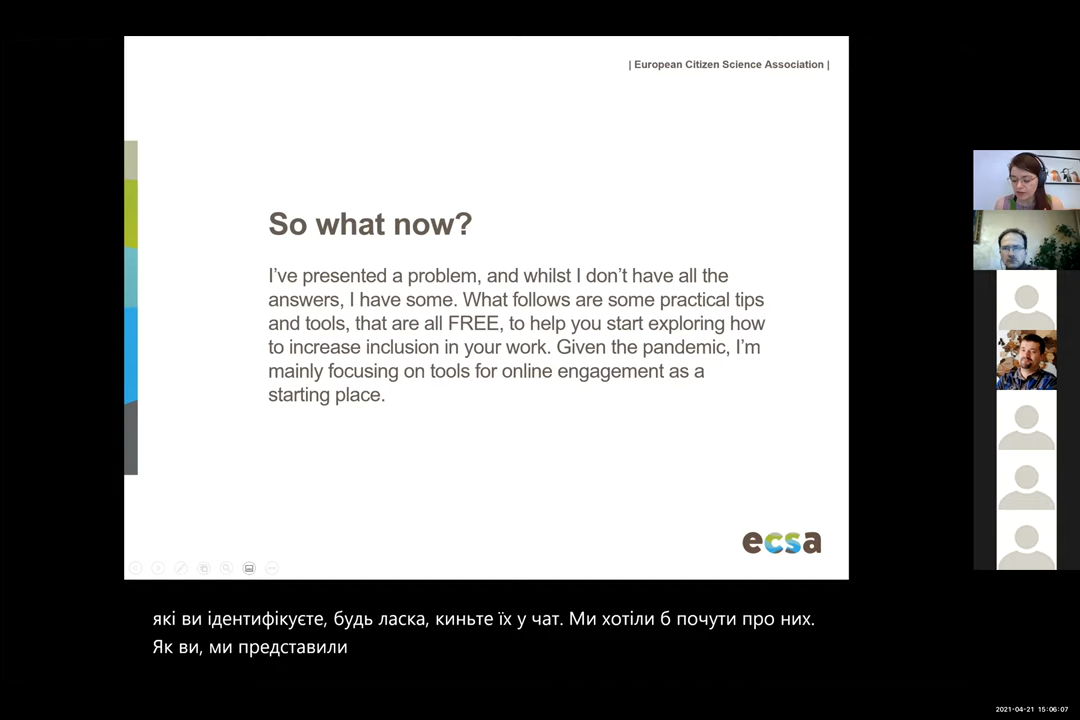 | European Citizen Science Association |
So what now?
I've presented a problem, and whilst I don't have all the
answers, I have some. What follows are some practical tips
and tools, that are all FREE, to help you start exploring how
to increase inclusion in your work. Given the pandemic, I'm
mainly focusing on tools for online engagement as a
starting place.
ecsa
які ви ідентифікуєте, будь ласка, киньте їх у чат. Ми хотіли б почути про них.
Як ви, ми представили
2021-04-21 15:06:07